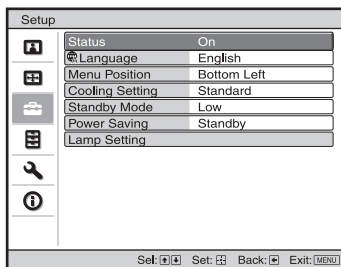 Setup
Status On
Language English
Menu Position Bottom Left
Cooling Setting Standard
Standby Mode Low
Power Saving Standby
Lamp Setting
Sel: Set: Back: Exit: MENU